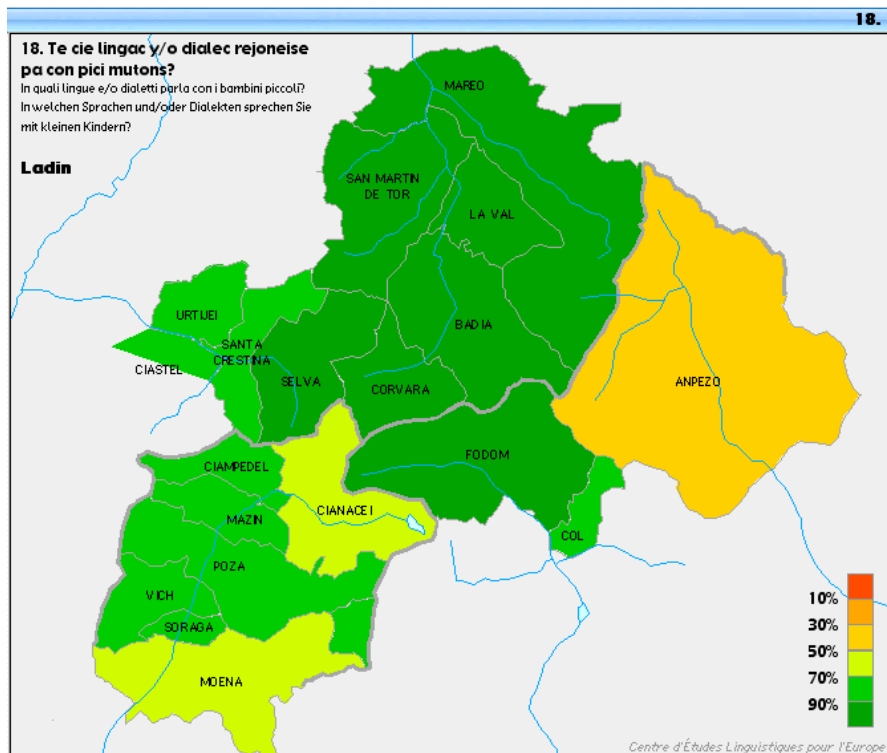 18.
18. Te cie lingac y/o dialec rejoneise
pa con pici mutons?
In quali lingue e/o dialetti parla con i bambini piccoli?
In welchen Sprachen und/oder Dialekten sprechen Sie
mit kleinen Kindern?
Ladin
MAREO
SAN MARTIN
DE TOR
LA VAL
URTIJEI
SANTA
CRESTINA
CIASTEL
SELVA
BADIA
CORVARA
ANPEZO
FODOM
CIAMPEDEL
CIANACEI
MAZIN
COL
POZA
VICH
SORAGA
MOENA
10%
30%
50%
70%
90%
Centre d'Études Linguistiques pour l'Europe